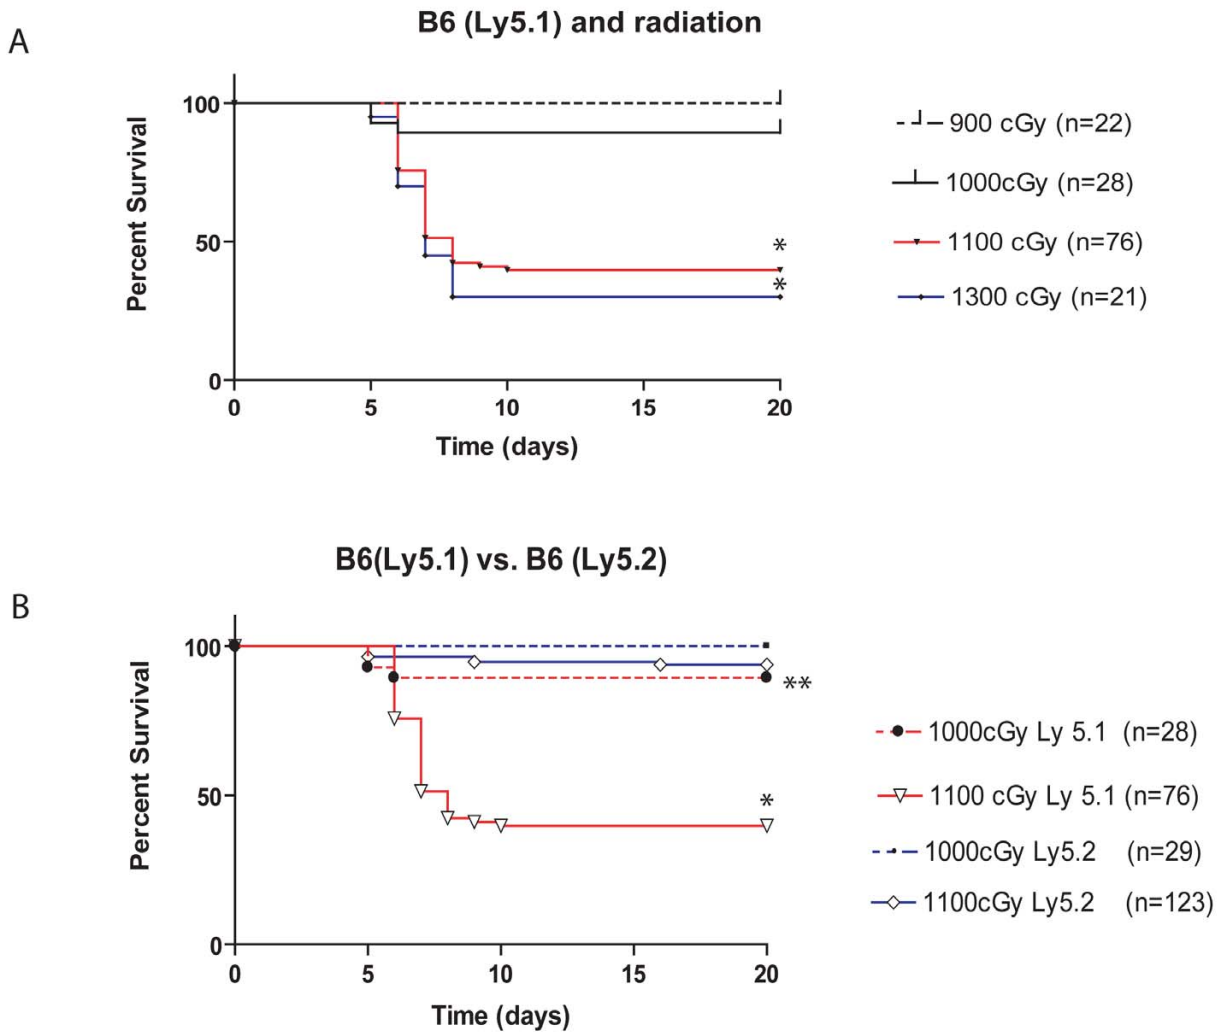 A
B6 (Ly5.1) and radiation
Percent Survival
100
50
0
0 5 10 15 20
Time (days)
*
*
900 cGy (n=22)
1000cGy (n=28)
1100 cGy (n=76)
1300 cGy (n=21)
B
B6(Ly5.1) vs. B6 (Ly5.2)
Percent Survival
100
50
0
0 5 10 15 20
Time (days)
**
*
1000cGy Ly 5.1 (n=28)
1100 cGy Ly 5.1 (n=76)
1000cGy Ly5.2 (n=29)
1100cGy Ly5.2 (n=123)